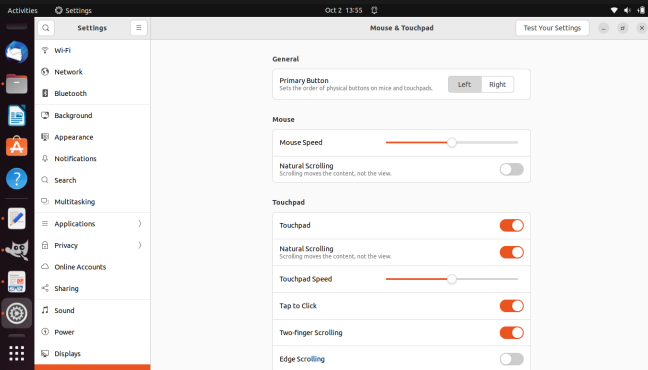 Activities
Settings
Oct 2 13:55
Settings
Mouse & Touchpad
Test Your Settings
Wi-Fi
Network
Bluetooth
Background
Appearance
Notifications
Search
Multitasking
Applications
Privacy
Online Accounts
Sharing
Sound
Power
Displays
General
Primary Button
Sets the order of physical buttons on mice and touchpads.
Left
Right
Mouse
Mouse Speed
Natural Scrolling
Scrolling moves the content, not the view.
Touchpad
Touchpad
Natural Scrolling
Scrolling moves the content, not the view.
Touchpad Speed
Tap to Click
Two-finger Scrolling
Edge Scrolling